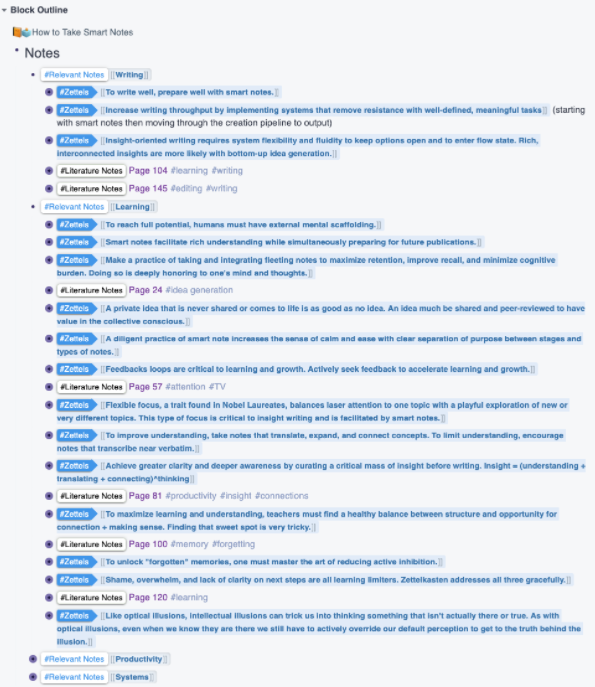 Block Outline
How to Take Smart Notes
Notes
#Relevant Notes [[Writing]]
#Zettels [[To write well, prepare well with smart notes.]]
#Zettels [[Increase writing throughput by implementing systems that remove resistance with well-defined, meaningful tasks]] (starting
with smart notes then moving through the creation pipeline to output)
#Zettels [[Insight-oriented writing requires system flexibility and fluidity to keep options open and to enter flow state. Rich,
interconnected insights are more likely with bottom-up idea generation.]]
#Literature Notes Page 104 #learning #writing
#Literature Notes Page 145 #editing #writing
#Relevant Notes [[Learning]]
#Zettels [[To reach full potential, humans must have external mental scaffolding.]]
#Zettels [[Smart notes facilitate rich understanding while simultaneously preparing for future publications.]]
#Zettels [[Make a practice of taking and integrating fleeting notes to maximize retention, improve recall, and minimize cognitive
burden. Doing so is deeply honoring to one's mind and thoughts.]]
#Literature Notes Page 24 #idea generation
#Zettels [[A private idea that is never shared or comes to life is as good as no idea. An idea much be shared and peer-reviewed to have
value in the collective conscious.]]
#Zettels [[A diligent practice of smart note increases the sense of calm and ease with clear separation of purpose between stages and
types of notes.]]
#Zettels [[Feedbacks loops are critical to learning and growth. Actively seek feedback to accelerate learning and growth.]]
#Literature Notes Page 57 #attention #TV
#Zettels [[Flexible focus, a trait found in Nobel Laureates, balances laser attention to one topic with a playful exploration of new or
very different topics. This type of focus is critical to insight writing and is facilitated by smart notes.]]
#Zettels [[To improve understanding, take notes that translate, expand, and connect concepts. To limit understanding, encourage
notes that transcribe near verbatim.]]
#Zettels [[Achieve greater clarity and deeper awareness by curating a critical mass of insight before writing. Insight = (understanding +
translating + connecting)^thinking]]
#Literature Notes Page 81 #productivity #insight #connections
#Zettels [[To maximize learning and understanding, teachers must find a healthy balance between structure and opportunity for
connection + making sense. Finding that sweet spot is very tricky.]]
#Literature Notes Page 100 #memory #forgetting
#Zettels [[To unlock "forgotten" memories, one must master the art of reducing active inhibition.]]
#Zettels [[Shame, overwhelm, and lack of clarity on next steps are all learning limiters. Zettelkasten addresses all three gracefully.]]
#Literature Notes Page 120 #learning
#Zettels [[Like optical illusions, intellectual illusions can trick us into thinking something that isn't actually there or true. As with
optical illusions, even when we know they are there we still have to actively override our default perception to get to the truth behind the
illusion.]]
#Relevant Notes [[Productivity]]
#Relevant Notes [[Systems]]